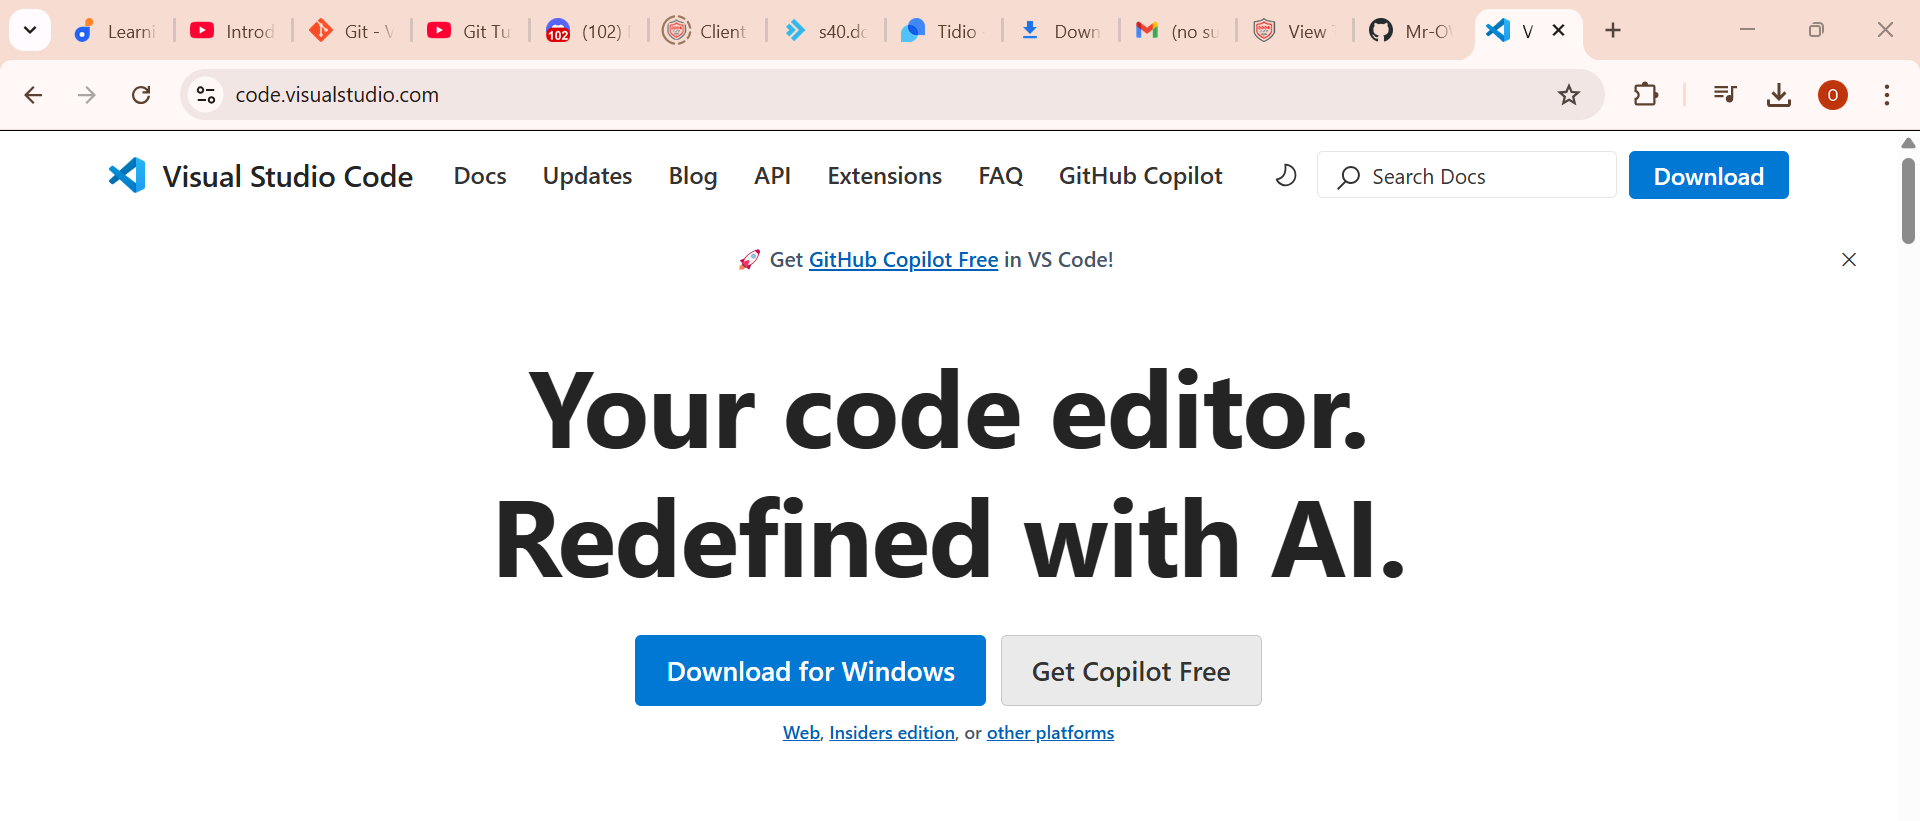 Learni
Introd
Git - V
Git Tu
102
(102)
Client
s40.do
Tidio
Down
(no su
View
Mr-OV
V
code.visualstudio.com
O
Visual Studio Code
Docs
Updates
Blog
API
Extensions
FAQ
GitHub Copilot
Search Docs
Download
🚀 Get GitHub Copilot Free in VS Code!
Your code editor.
Redefined with AI.
Download for Windows
Get Copilot Free
Web, Insiders edition, or other platforms